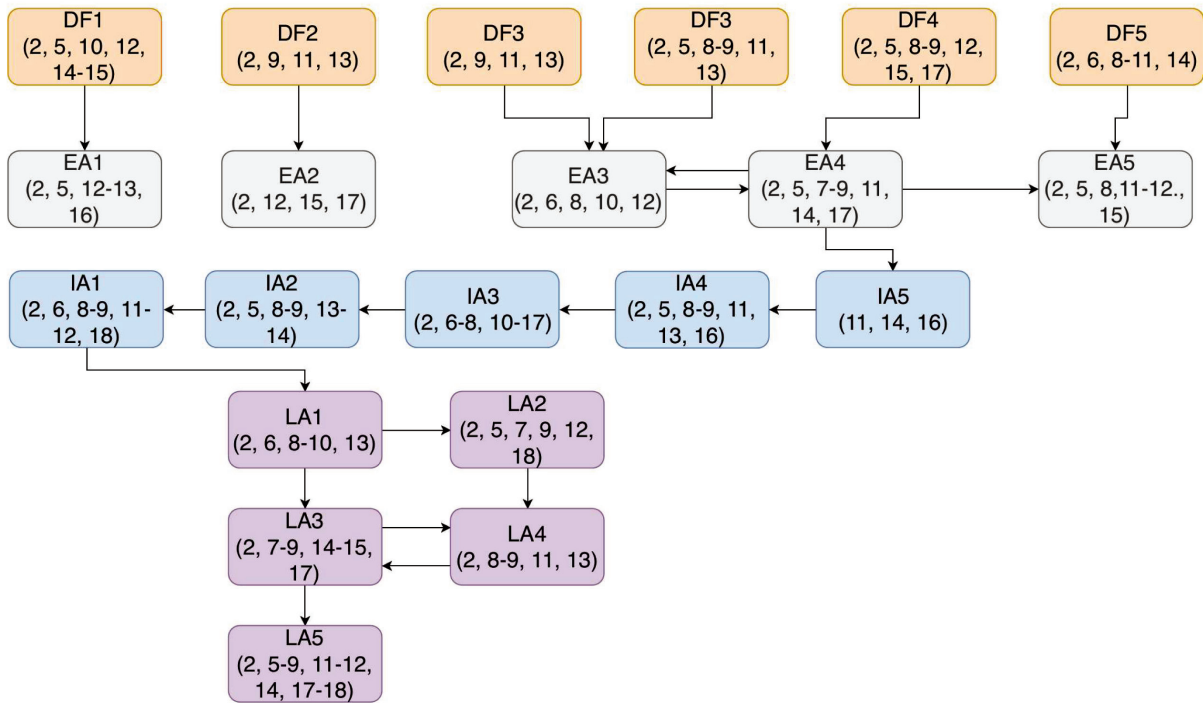 DF1
(2, 5, 10, 12,
14-15)
DF2
(2, 9, 11, 13)
DF3
(2, 9, 11, 13)
DF3
(2, 5, 8-9, 11,
13)
DF4
(2, 5, 8-9, 12,
15, 17)
DF5
(2, 6, 8-11, 14)
EA1
(2, 5, 12-13,
16)
EA2
(2, 12, 15, 17)
EA3
(2, 6, 8, 10, 12)
EA4
(2, 5, 7-9, 11,
14, 17)
EA5
(2, 5, 8,11-12.,
15)
IA1
(2, 6, 8-9, 11-
12, 18)
IA2
(2, 5, 8-9, 13-
14)
IA3
(2, 6-8, 10-17)
IA4
(2, 5, 8-9, 11,
13, 16)
IA5
(11, 14, 16)
LA1
(2, 6, 8-10, 13)
LA2
(2, 5, 7, 9, 12,
18)
LA3
(2, 7-9, 14-15,
17)
LA4
(2, 8-9, 11, 13)
LA5
(2, 5-9, 11-12,
14, 17-18)